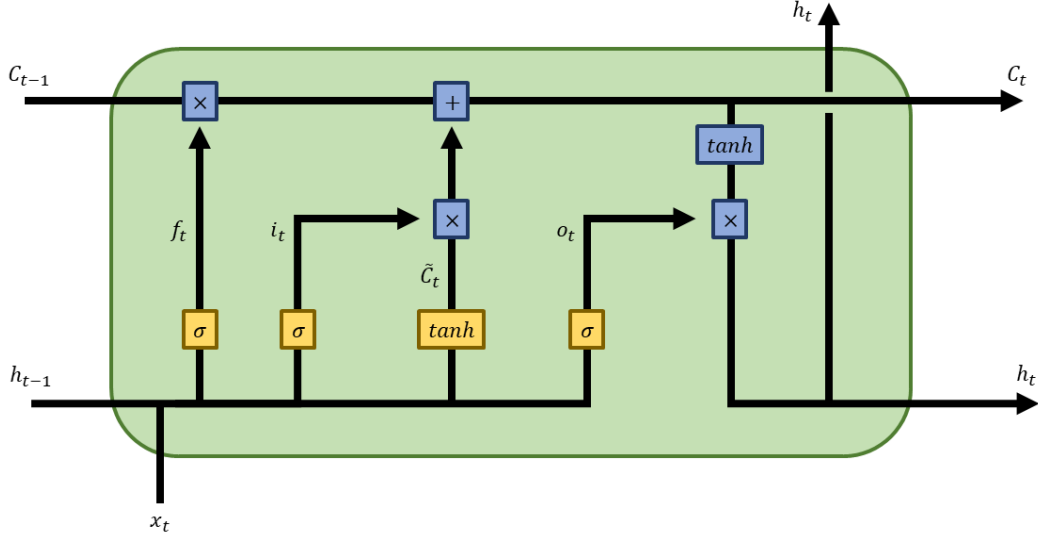 h_t
C_{t−1}
C_t
×
+
tanh
f_t
i_t
×
o_t
×
C̃_t
σ
σ
tanh
σ
h_{t−1}
h_t
x_t